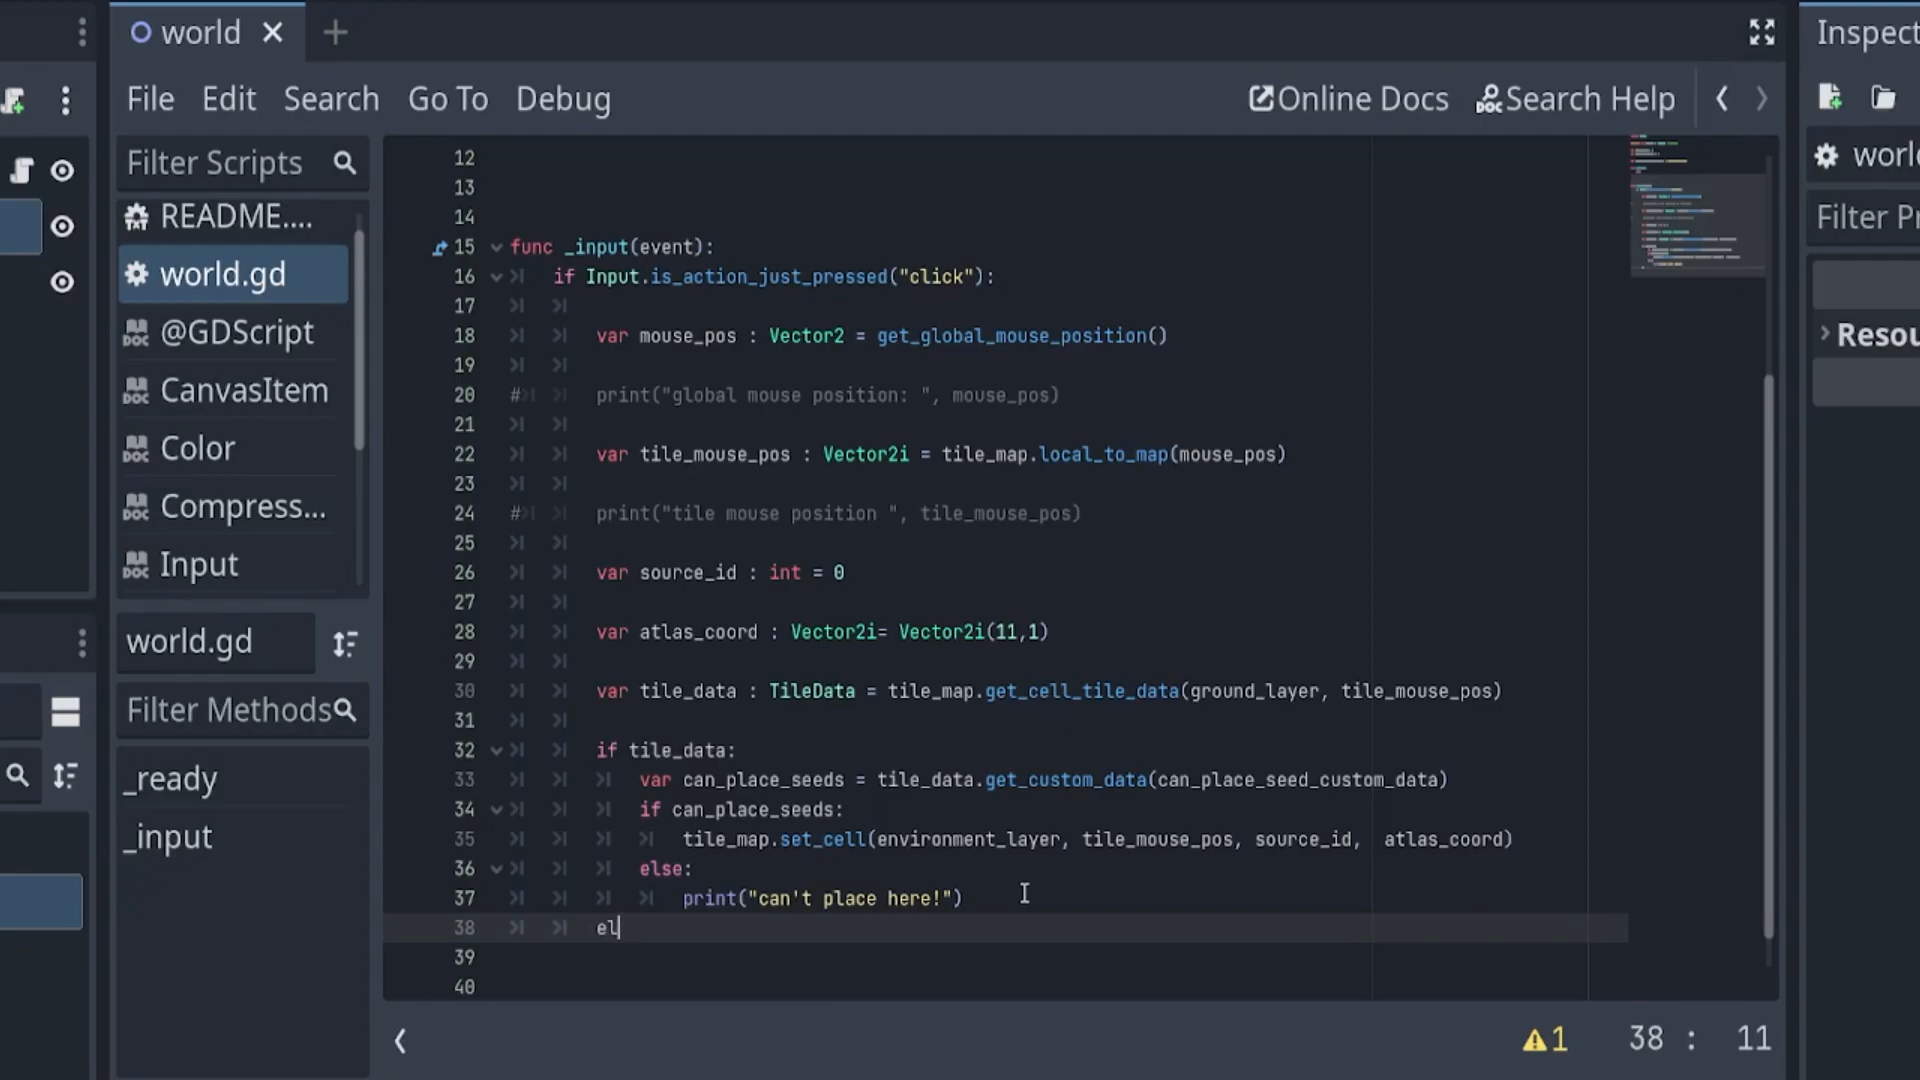 world
Inspect
File Edit Search Go To Debug
Online Docs
Search Help
Filter Scripts
README....
world.gd
@GDScript
CanvasItem
Color
Compress...
Input
world.gd
Filter Methods
_ready
_input
12
13
14
15 func _input(event):
16 if Input.is_action_just_pressed("click"):
17
18 var mouse_pos : Vector2 = get_global_mouse_position()
19
20 # print("global mouse position: ", mouse_pos)
21
22 var tile_mouse_pos : Vector2i = tile_map.local_to_map(mouse_pos)
23
24 # print("tile mouse position ", tile_mouse_pos)
25
26 var source_id : int = 0
27
28 var atlas_coord : Vector2i= Vector2i(11,1)
29
30 var tile_data : TileData = tile_map.get_cell_tile_data(ground_layer, tile_mouse_pos)
31
32 if tile_data:
33 var can_place_seeds = tile_data.get_custom_data(can_place_seed_custom_data)
34 if can_place_seeds:
35 tile_map.set_cell(environment_layer, tile_mouse_pos, source_id,  atlas_coord)
36 else:
37 print("can't place here!")
38 el
39
40
1 38 : 11
worl
Filter Pr
Resou